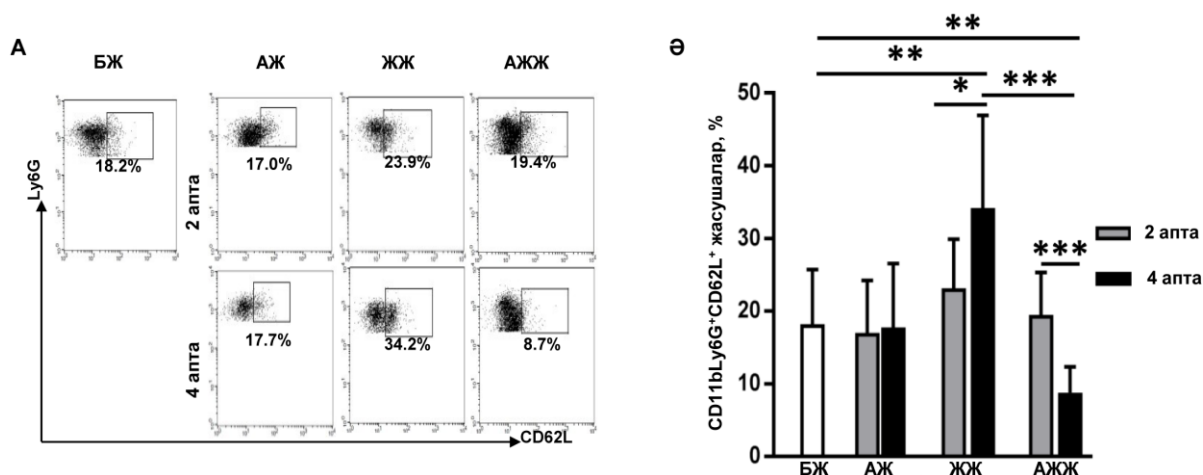 А
БЖ АЖ ЖЖ АЖЖ
Ly6G
2 апта
18.2% 17.0% 23.9% 19.4%
4 апта
17.7% 34.2% 8.7%
CD62L
Ә
** 
**
* ***
***
CD11bLy6G⁺CD62L⁺ жасушалар, %
50
40
30
20
10
0
БЖ АЖ ЖЖ АЖЖ
2 апта
4 апта